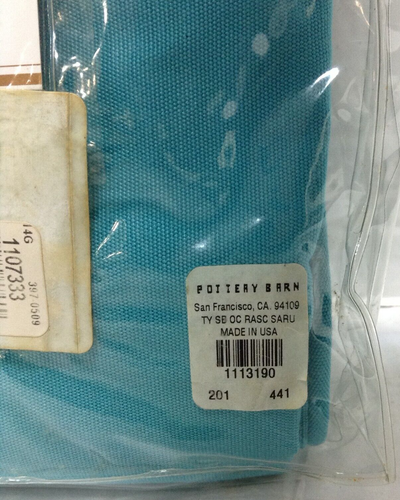 POTTERY BARN
San Francisco, CA. 94109
TY SB OC RASC CARU
MADE IN USA
1113190
201 441
14G
1107333
397 0509